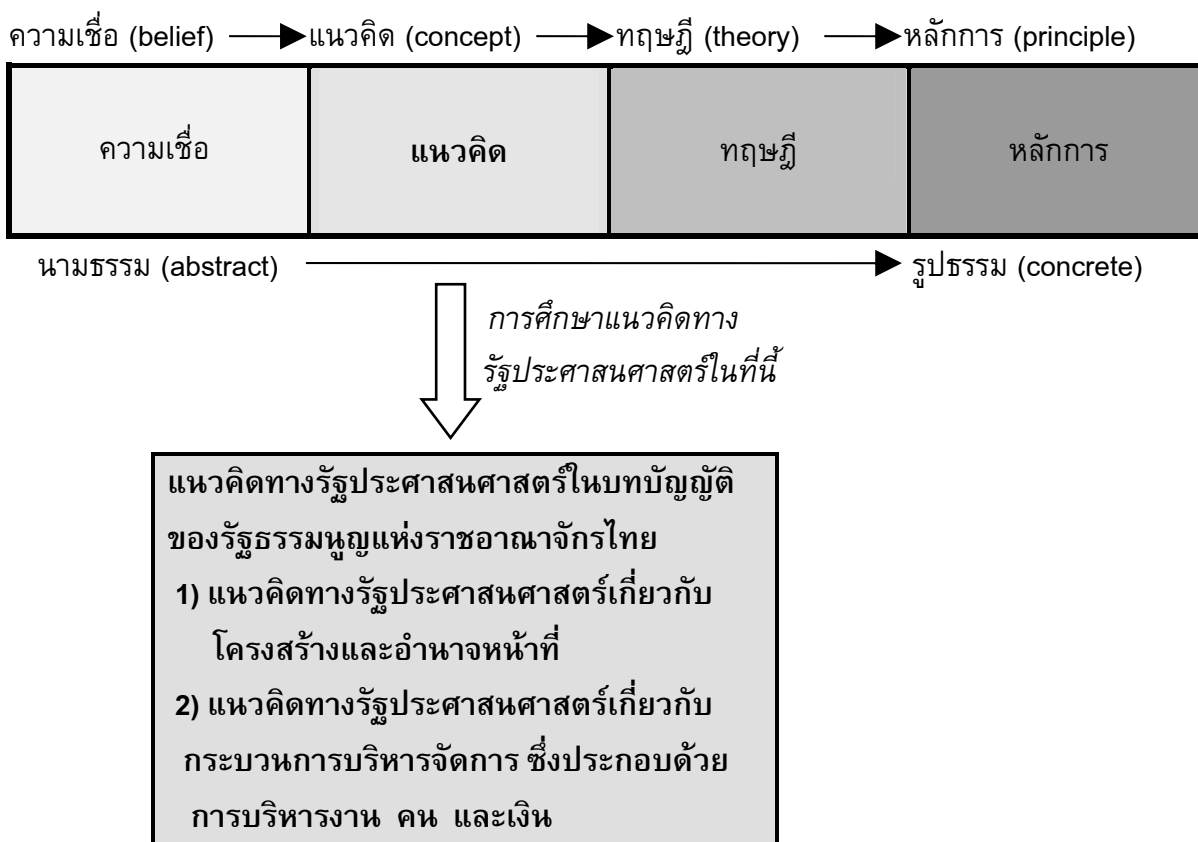 ความเชื่อ (belief) แนวคิด (concept) ทฤษฎี (theory) หลักการ (principle)
ความเชื่อ แนวคิด ทฤษฎี หลักการ
นามธรรม (abstract) รูปธรรม (concrete)
การศึกษาแนวคิดทาง
รัฐประศาสนศาสตร์ในที่นี้
แนวคิดทางรัฐประศาสนศาสตร์ในบทบัญญัติ
ของรัฐธรรมนูญแห่งราชอาณาจักรไทย
1) แนวคิดทางรัฐประศาสนศาสตร์เกี่ยวกับ
โครงสร้างและอำนาจหน้าที่
2) แนวคิดทางรัฐประศาสนศาสตร์เกี่ยวกับ
กระบวนการบริหารจัดการ ซึ่งประกอบด้วย
การบริหารงาน คน และเงิน